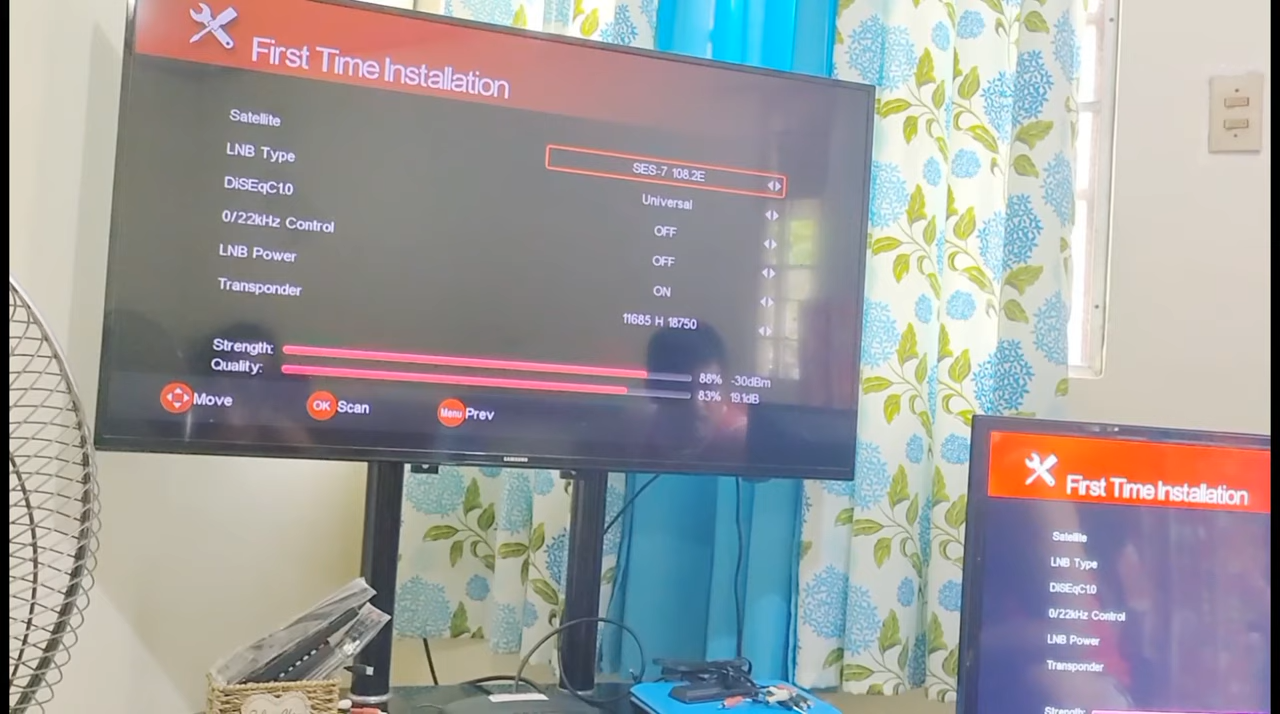 First Time Installation
Satellite
SES-7 108.2E
LNB Type
Universal
DiSEqC1.0
OFF
0/22kHz Control
OFF
LNB Power
ON
Transponder
11685 H 18750
Strength:
88% -30dBm
Quality:
83% 19.1dB
Move
OK Scan
Menu Prev
SAMSUNG
First Time Installation
Satellite
LNB Type
DiSEqC1.0
0/22kHz Control
LNB Power
Transponder
Strength: